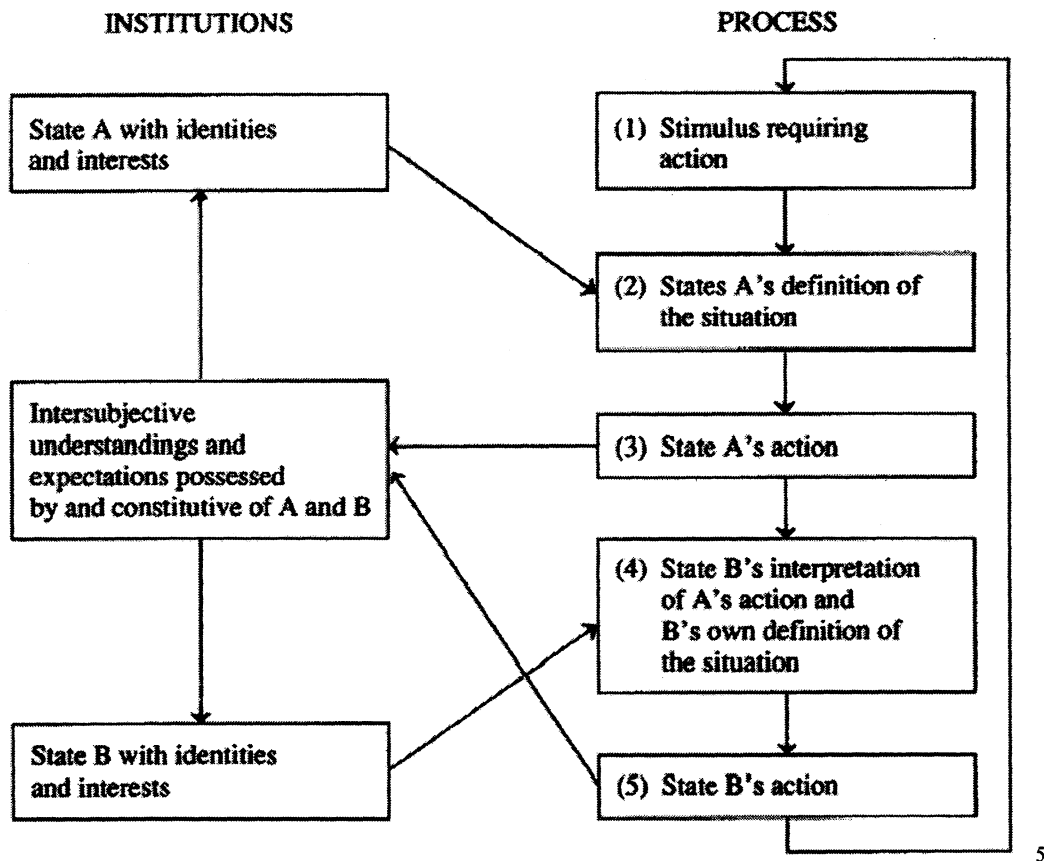 INSTITUTIONS
PROCESS
State A with identities
and interests
(1) Stimulus requiring
action
(2) States A's definition of
the situation
Intersubjective
understandings and
expectations possessed
by and constitutive of A and B
(3) State A's action
(4) State B's interpretation
of A's action and
B's own definition of
the situation
State B with identities
and interests
(5) State B's action
5